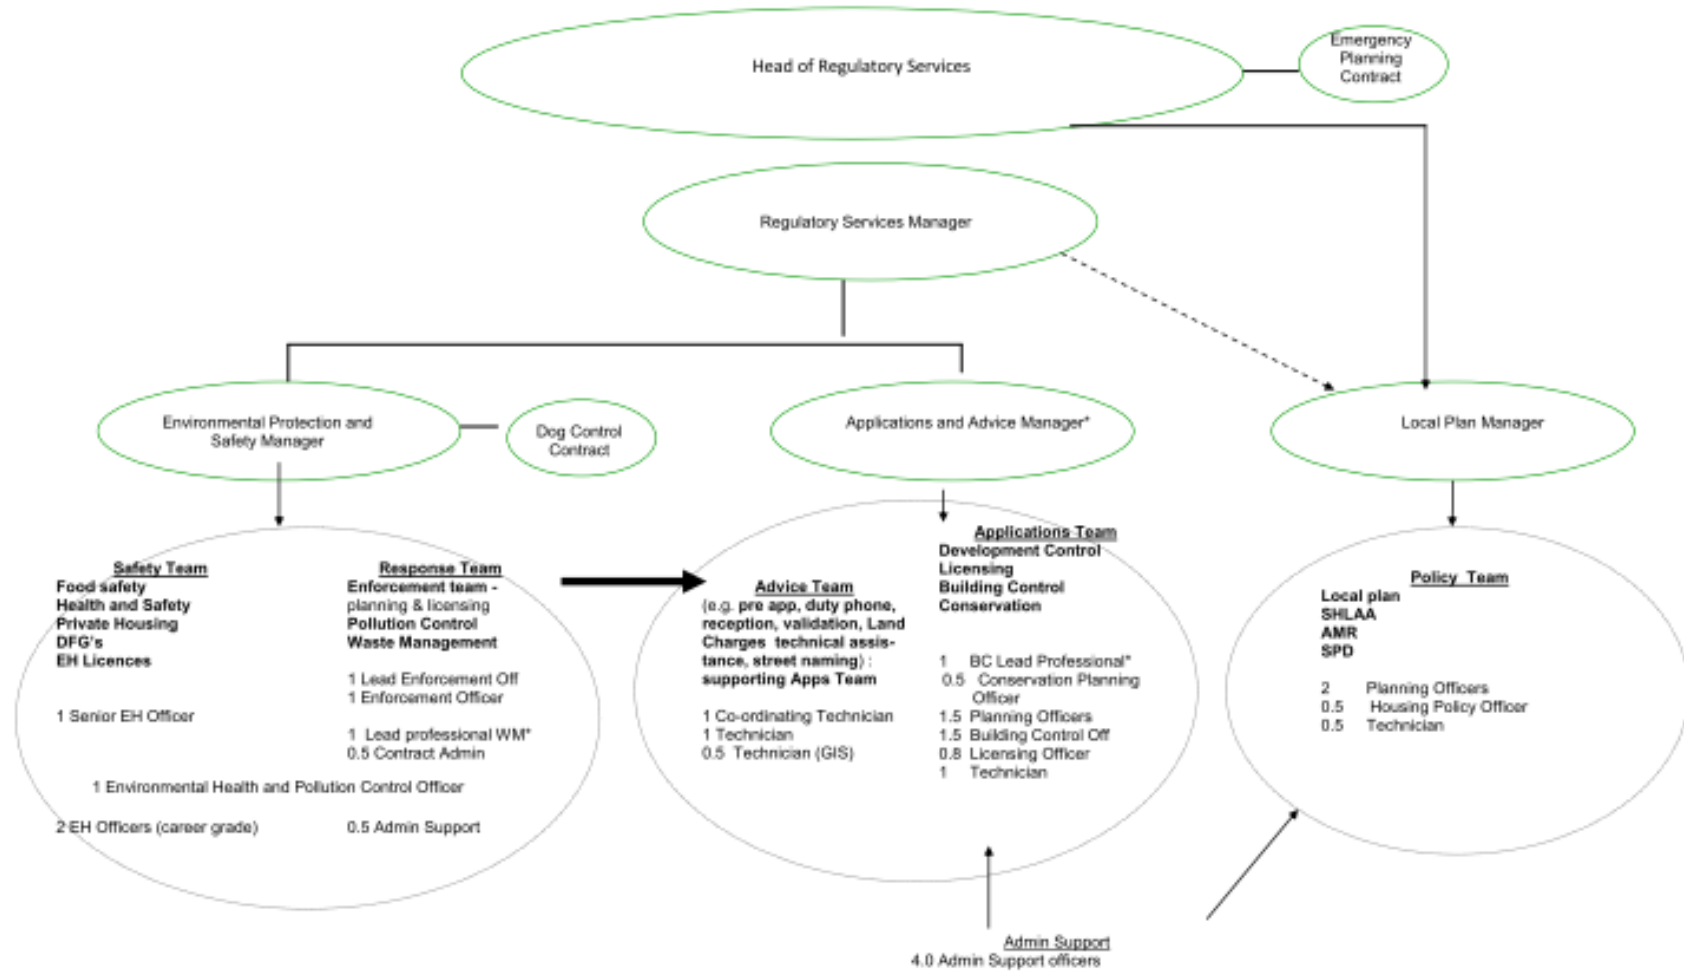 Head of Regulatory Services
Emergency
Planning
Contract
Regulatory Services Manager
Environmental Protection and
Safety Manager
Dog Control
Contract
Applications and Advice Manager*
Local Plan Manager
Safety Team
Food safety
Health and Safety
Private Housing
DFG's
EH Licences
1 Senior EH Officer
Response Team
Enforcement team -
planning & licensing
Pollution Control
Waste Management
1 Lead Enforcement Off
1 Enforcement Officer
1 Lead professional WM*
0.5 Contract Admin
1 Environmental Health and Pollution Control Officer
2 EH Officers (career grade)
0.5 Admin Support
Advice Team
(e.g. pre app, duty phone,
reception, validation, Land
Charges technical assis-
tance, street naming) :
supporting Apps Team
1 Co-ordinating Technician
1 Technician
0.5 Technician (GIS)
Applications Team
Development Control
Licensing
Building Control
Conservation
1 BC Lead Professional*
0.5 Conservation Planning
Officer
1.5 Planning Officers
1.5 Building Control Off
0.8 Licensing Officer
1 Technician
Policy Team
Local plan
SHLAA
AMR
SPD
2 Planning Officers
0.5 Housing Policy Officer
0.5 Technician
Admin Support
4.0 Admin Support officers